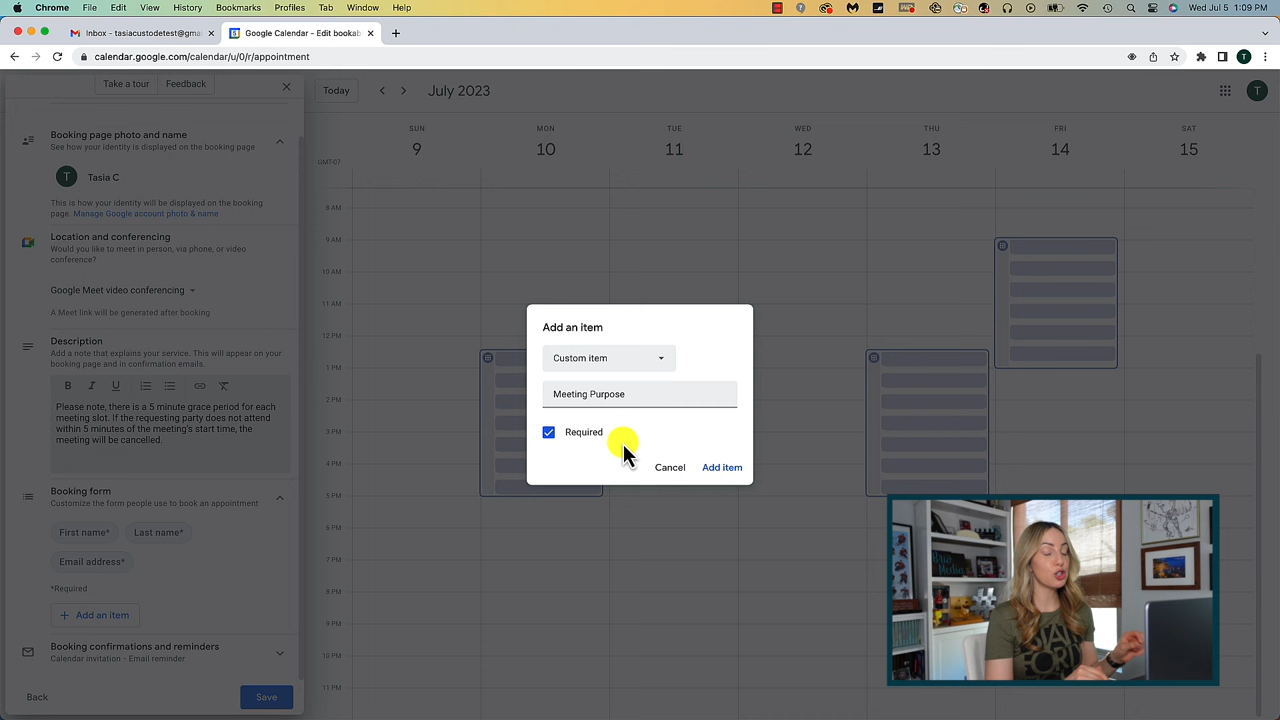 Chrome File Edit View History Bookmarks Profiles Tab Window Help Wed Jul 5 1:09 PM
Inbox – tasiacustodetest@gma
Google Calendar - Edit bookab
calendar.google.com/calendar/u/0/r/appointment
Take a tour
Feedback
Booking page photo and name
See how your identity is displayed on the booking page
T
Tasia C
This is how your identity will be displayed on the booking
page. Manage Google account photo & name
Location and conferencing
Would you like to meet in person, via phone, or video
conference?
Google Meet video conferencing
A Meet link will be generated after booking
Description
Add a note that explains your service. This will appear on
your booking page and in confirmation emails.
B I U
Please note, there is a 5 minute grace period for each
meeting slot. If the requesting party does not attend
within 5 minutes of the meeting's start time, the
meeting will be cancelled.
Booking form
Customize the form people use to book an appointment
First name*
Last name*
Email address*
*Required
+ Add an item
Booking confirmations and reminders
Calendar invitation - Email reminder
Back
Save
Today
July 2023
T
T
SUN MON TUE WED THU FRI SAT
9 10 11 12 13 14 15
GMT-07
8 AM
9 AM
10 AM
11 AM
12 PM
1 PM
2 PM
3 PM
4 PM
5 PM
6 PM
7 PM
8 PM
9 PM
10 PM
11 PM
Add an item
Custom item
Meeting Purpose
Required
Cancel
Add item
Media